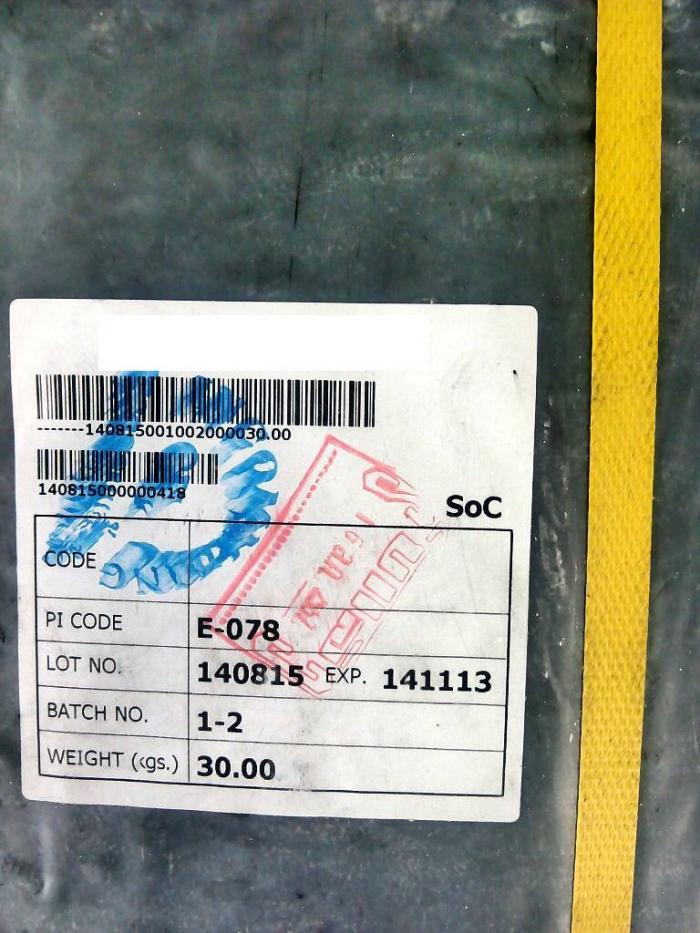 -------140815001002000030.00
140815000000418
SoC
CODE
PI CODE E-078
LOT NO. 140815 EXP. 141113
BATCH NO. 1-2
WEIGHT (kgs.) 30.00